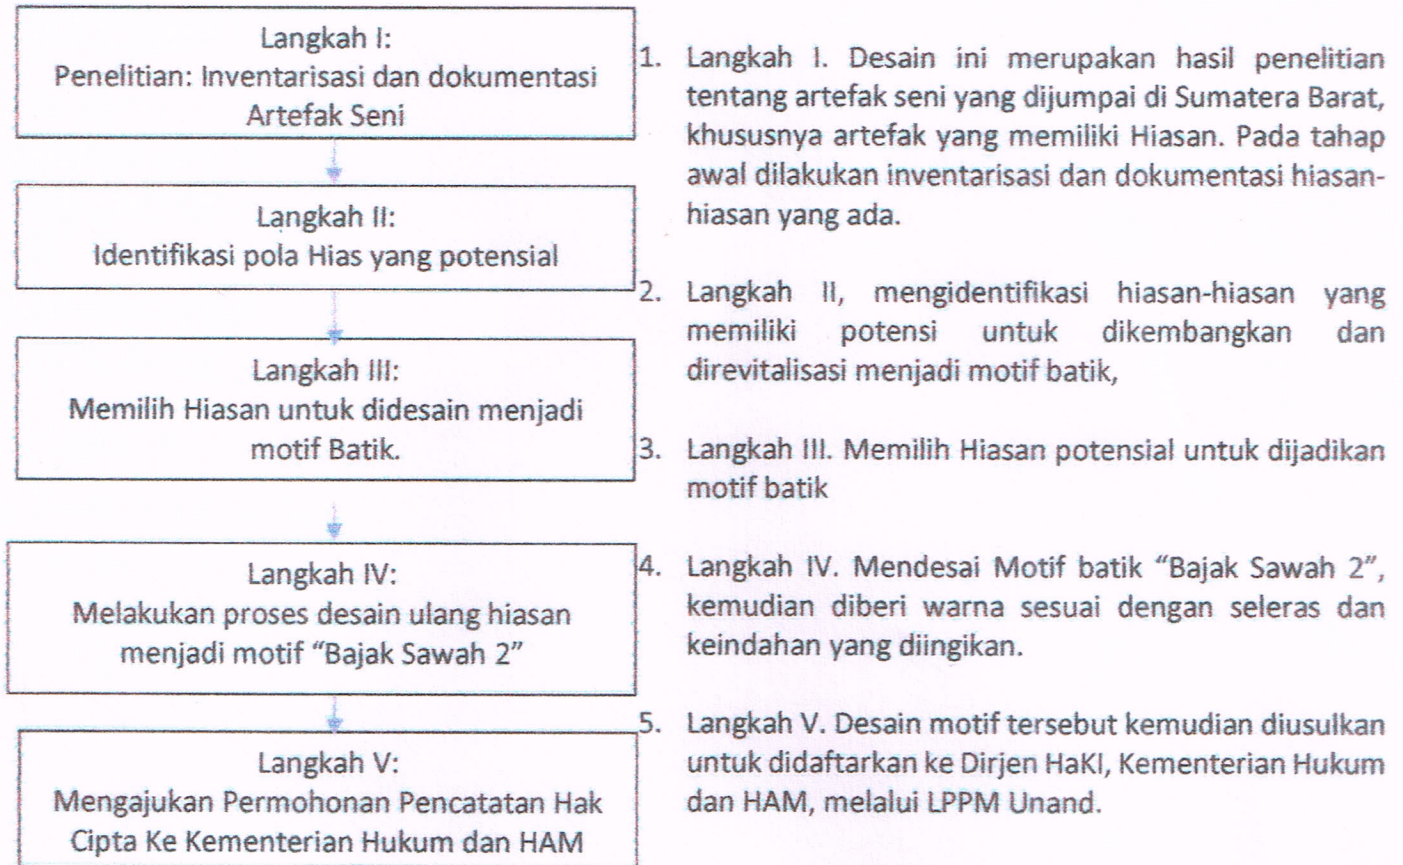 Langkah I:
Penelitian: Inventarisasi dan dokumentasi
Artefak Seni
Langkah II:
Identifikasi pola Hias yang potensial
Langkah III:
Memilih Hiasan untuk didesain menjadi
motif Batik.
Langkah IV:
Melakukan proses desain ulang hiasan
menjadi motif “Bajak Sawah 2”
Langkah V:
Mengajukan Permohonan Pencatatan Hak
Cipta Ke Kementerian Hukum dan HAM
1. Langkah I. Desain ini merupakan hasil penelitian
tentang artefak seni yang dijumpai di Sumatera Barat,
khususnya artefak yang memiliki Hiasan. Pada tahap
awal dilakukan inventarisasi dan dokumentasi hiasan-
hiasan yang ada.
2. Langkah II, mengidentifikasi hiasan-hiasan yang
memiliki potensi untuk dikembangkan dan
direvitalisasi menjadi motif batik,
3. Langkah III. Memilih Hiasan potensial untuk dijadikan
motif batik
4. Langkah IV. Mendesai Motif batik “Bajak Sawah 2”,
kemudian diberi warna sesuai dengan seleras dan
keindahan yang diingikan.
5. Langkah V. Desain motif tersebut kemudian diusulkan
untuk didaftarkan ke Dirjen HaKI, Kementerian Hukum
dan HAM, melalui LPPM Unand.